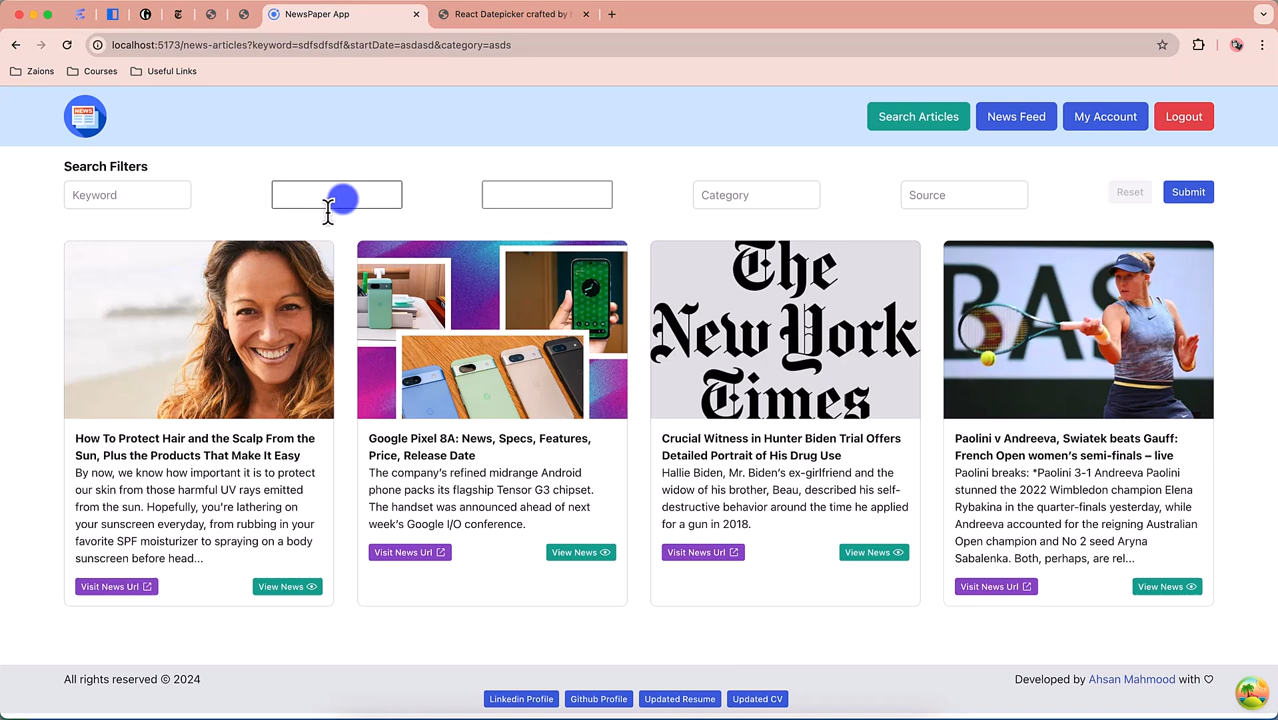 NewsPaper App
React Datepicker crafted by
localhost:5173/news-articles?keyword=sdfsdfsdf&startDate=asdasd&category=asds
Zaions
Courses
Useful Links
NEWS
Search Articles
News Feed
My Account
Logout
Search Filters
Keyword
Category
Source
Reset
Submit
The
New York
Times
BAS
How To Protect Hair and the Scalp From the
Sun, Plus the Products That Make It Easy
By now, we know how important it is to protect
our skin from those harmful UV rays emitted
from the sun. Hopefully, you're lathering on
your sunscreen everyday, from rubbing in your
favorite SPF moisturizer to spraying on a body
sunscreen before head...
Visit News Url
View News
Google Pixel 8A: News, Specs, Features,
Price, Release Date
The company's refined midrange Android
phone packs its flagship Tensor G3 chipset.
The handset was announced ahead of next
week's Google I/O conference.
Visit News Url
View News
Crucial Witness in Hunter Biden Trial Offers
Detailed Portrait of His Drug Use
Hallie Biden, Mr. Biden's ex-girlfriend and the
widow of his brother, Beau, described his self-
destructive behavior around the time he applied
for a gun in 2018.
Visit News Url
View News
Paolini v Andreeva, Swiatek beats Gauff:
French Open women's semi-finals – live
Paolini breaks: *Paolini 3-1 Andreeva Paolini
stunned the 2022 Wimbledon champion Elena
Rybakina in the quarter-finals yesterday, while
Andreeva accounted for the reigning Australian
Open champion and No 2 seed Aryna
Sabalenka. Both, perhaps, are rel...
Visit News Url
View News
All rights reserved © 2024
Linkedin Profile
Github Profile
Updated Resume
Updated CV
Developed by Ahsan Mahmood with ♡